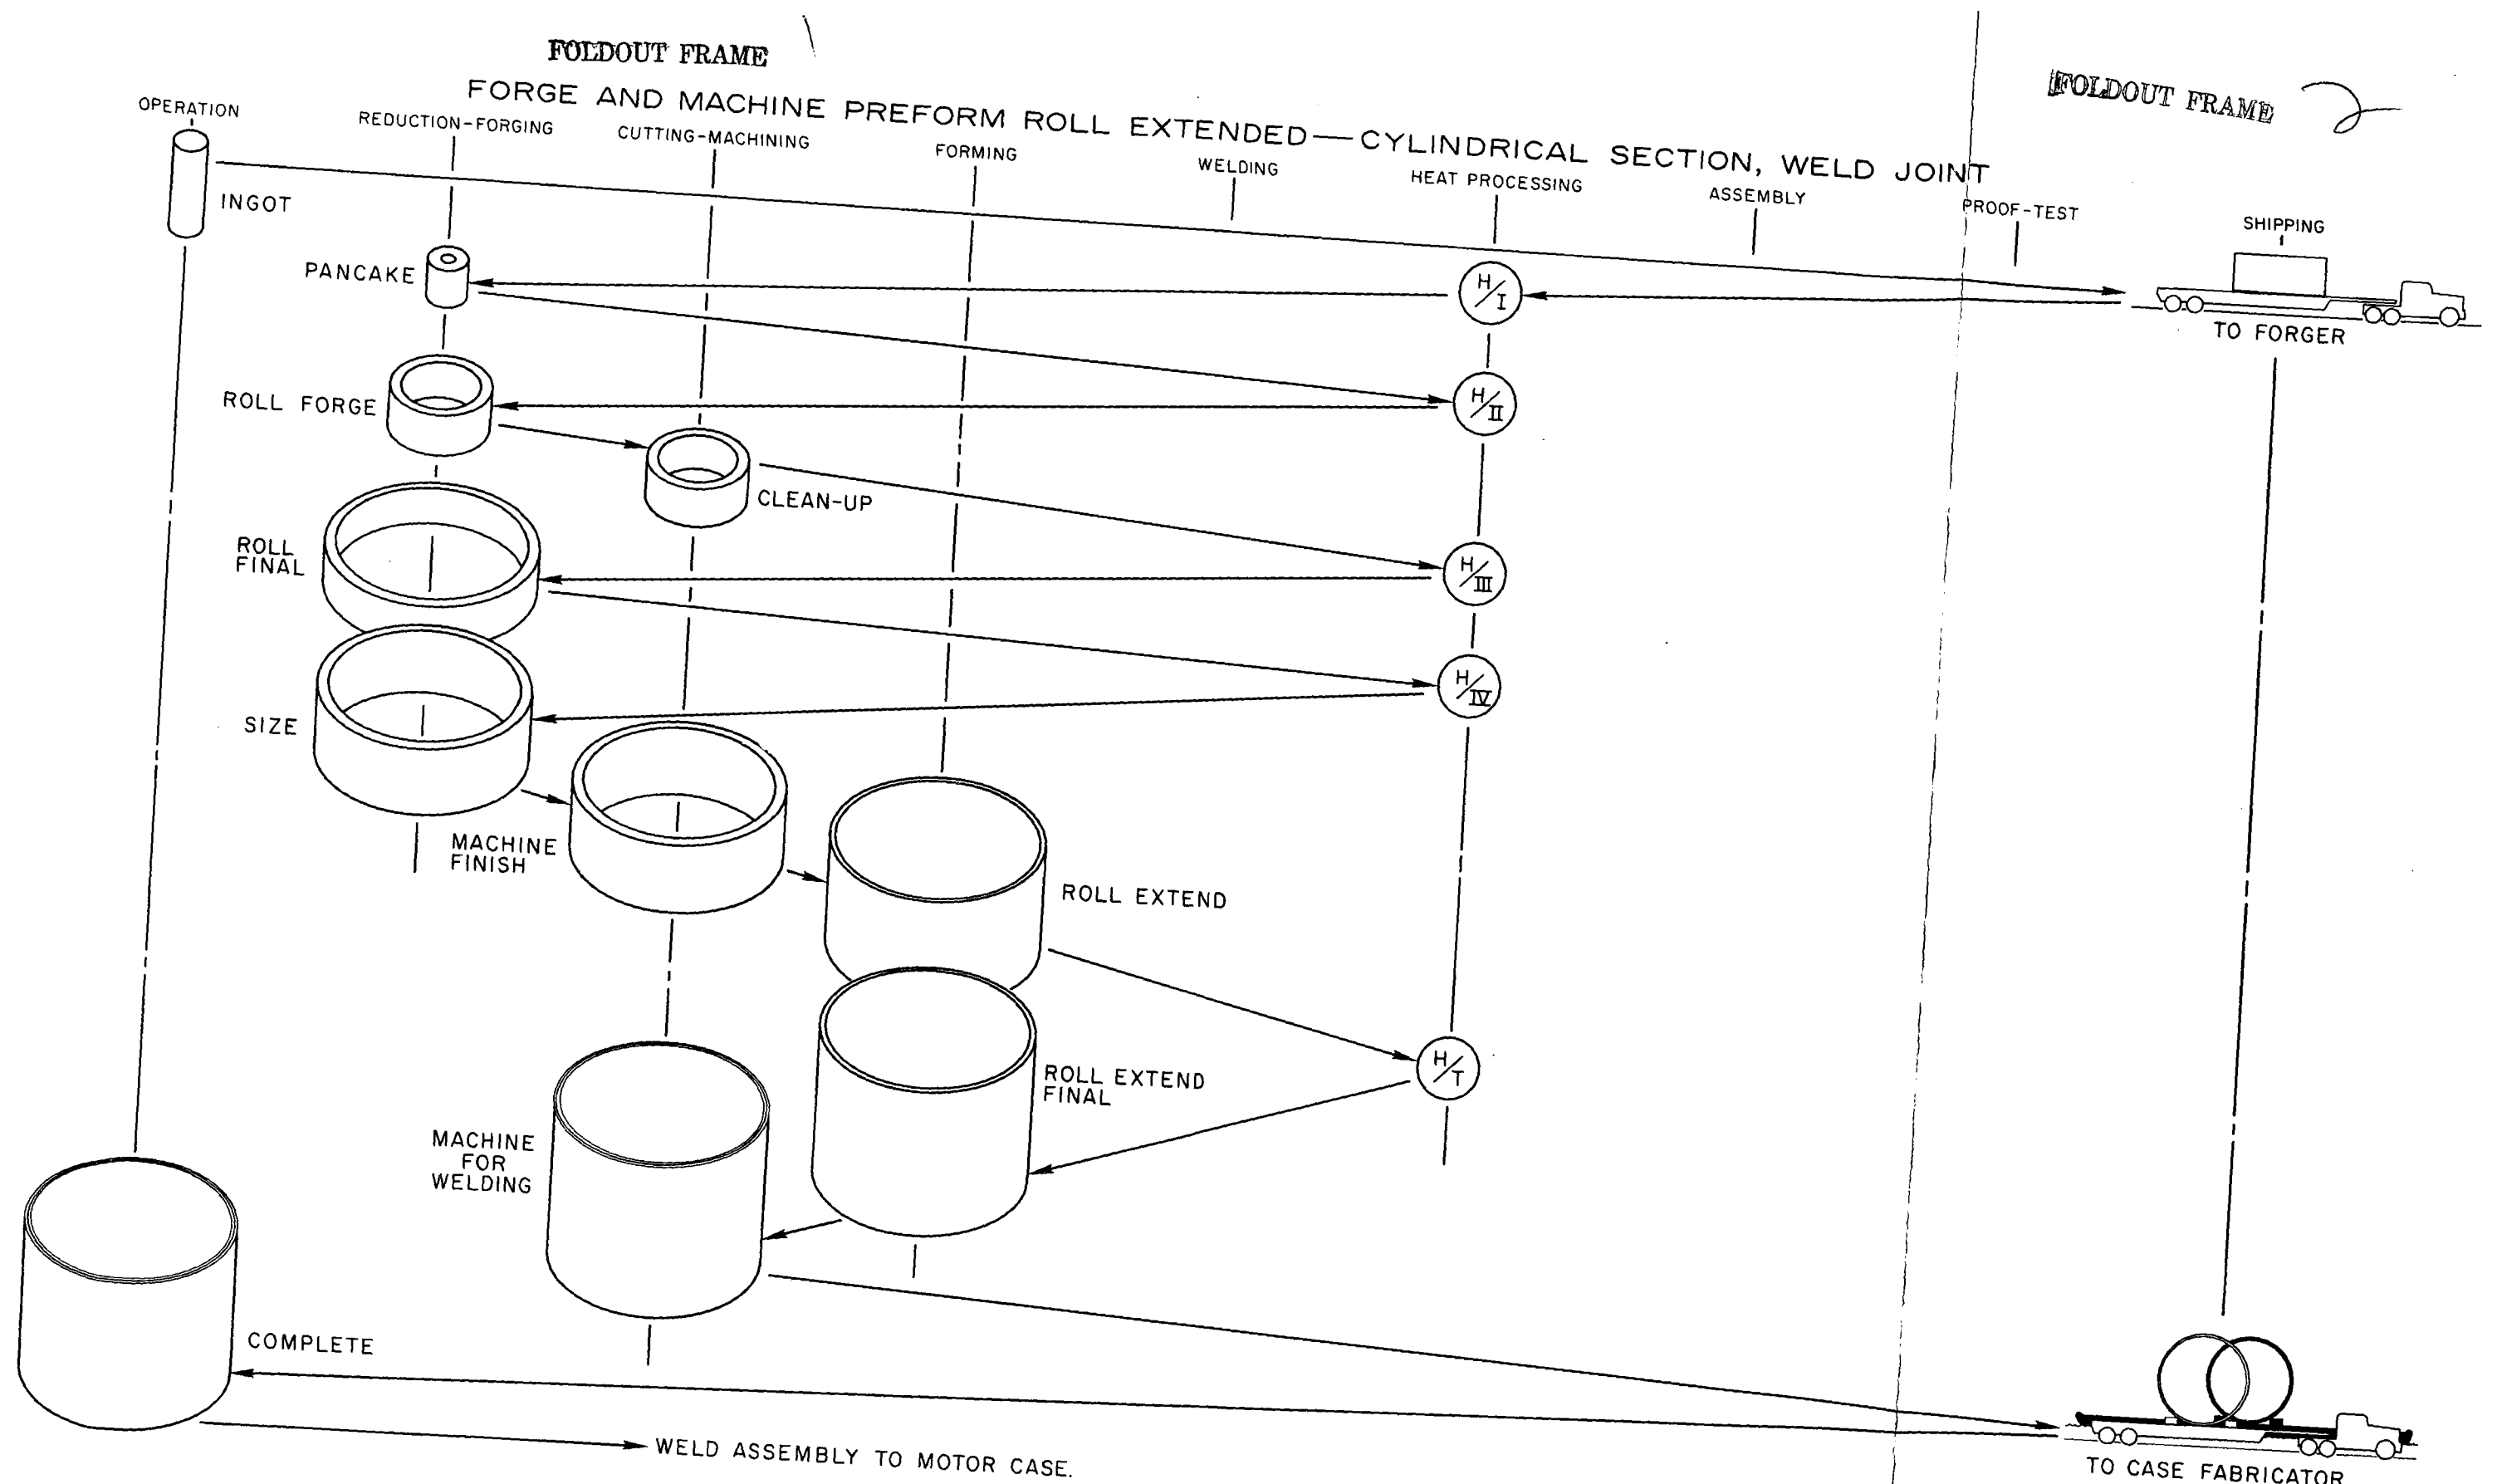 FOLDOUT FRAME
FOLDOUT FRAME 2
FORGE AND MACHINE PREFORM ROLL EXTENDED—CYLINDRICAL SECTION, WELD JOINT
OPERATION
REDUCTION-FORGING
CUTTING-MACHINING
FORMING
WELDING
HEAT PROCESSING
ASSEMBLY
PROOF-TEST
SHIPPING
INGOT
PANCAKE
H/I
TO FORGER
ROLL FORGE
H/II
CLEAN-UP
ROLL
FINAL
H/III
SIZE
H/IV
MACHINE
FINISH
ROLL EXTEND
H/T
ROLL EXTEND
FINAL
MACHINE
FOR
WELDING
COMPLETE
WELD ASSEMBLY TO MOTOR CASE.
TO CASE FABRICATOR